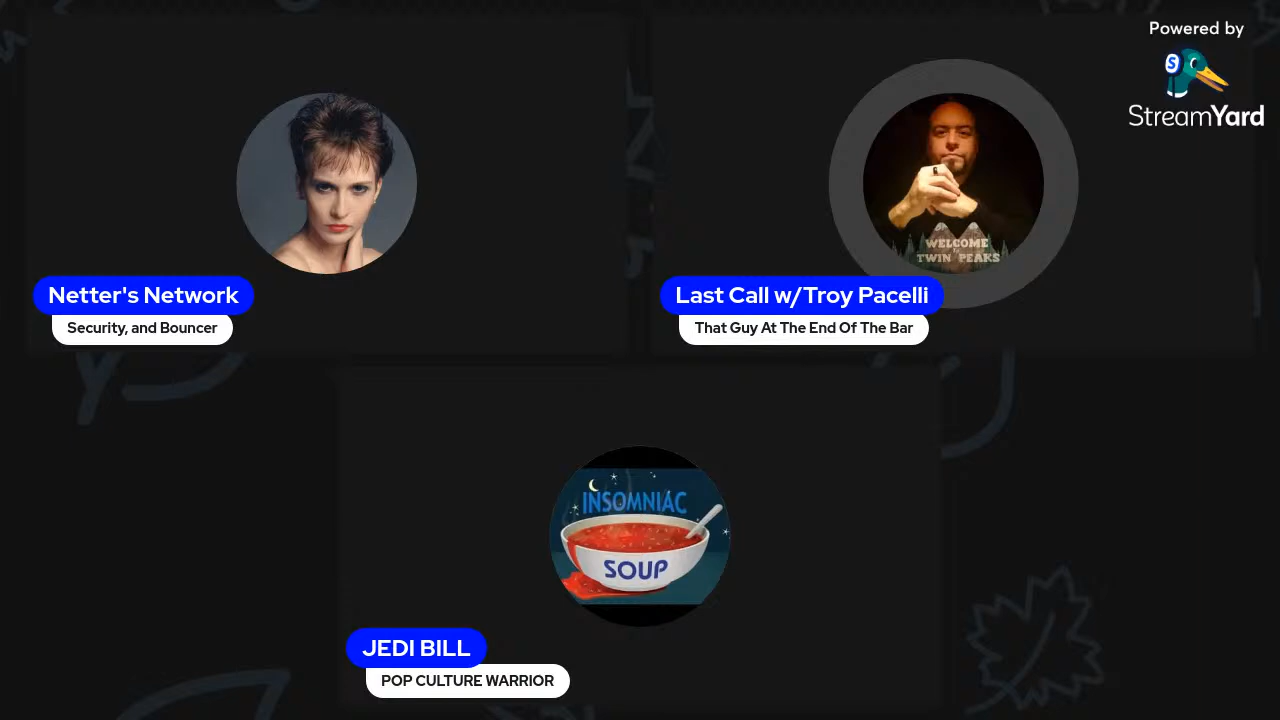 Powered by
S
StreamYard
WELCOME
TWIN PEAKS
Netter's Network
Security, and Bouncer
Last Call w/Troy Pacelli
That Guy At The End Of The Bar
INSOMNIAC
SOUP
JEDI BILL
POP CULTURE WARRIOR